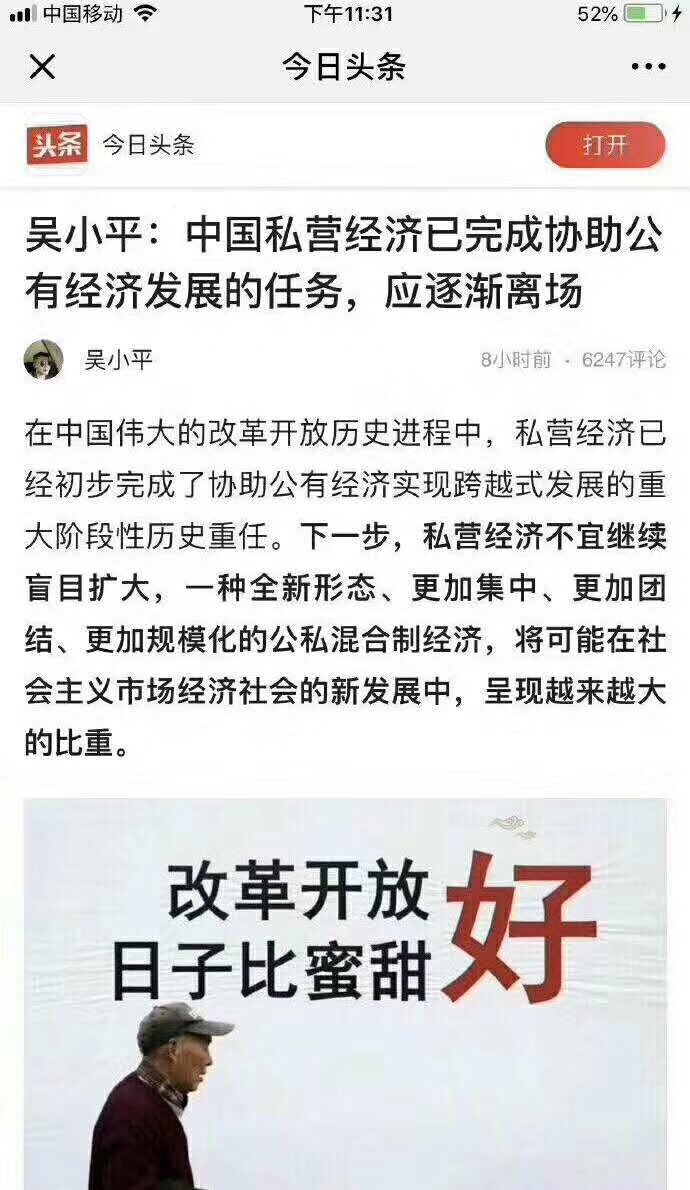 中国移动 下午11:31 52%
今日头条
头条 今日头条 打开
吴小平：中国私营经济已完成协助公
有经济发展的任务，应逐渐离场
吴小平 8小时前 · 6247评论
在中国伟大的改革开放历史进程中，私营经济已
经初步完成了协助公有经济实现跨越式发展的重
大阶段性历史重任。下一步，私营经济不宜继续
盲目扩大，一种全新形态、更加集中、更加团
结、更加规模化的公私混合制经济，将可能在社
会主义市场经济社会的新发展中，呈现越来越大
的比重。
改革开放
日子比蜜甜
好